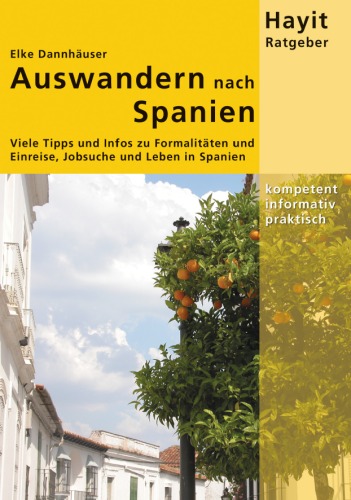 Hayit
Ratgeber
Elke Dannhäuser
Auswandern nach
Spanien
Viele Tipps und Infos zu Formalitäten und
Einreise, Jobsuche und Leben in Spanien
kompetent
informativ
praktisch